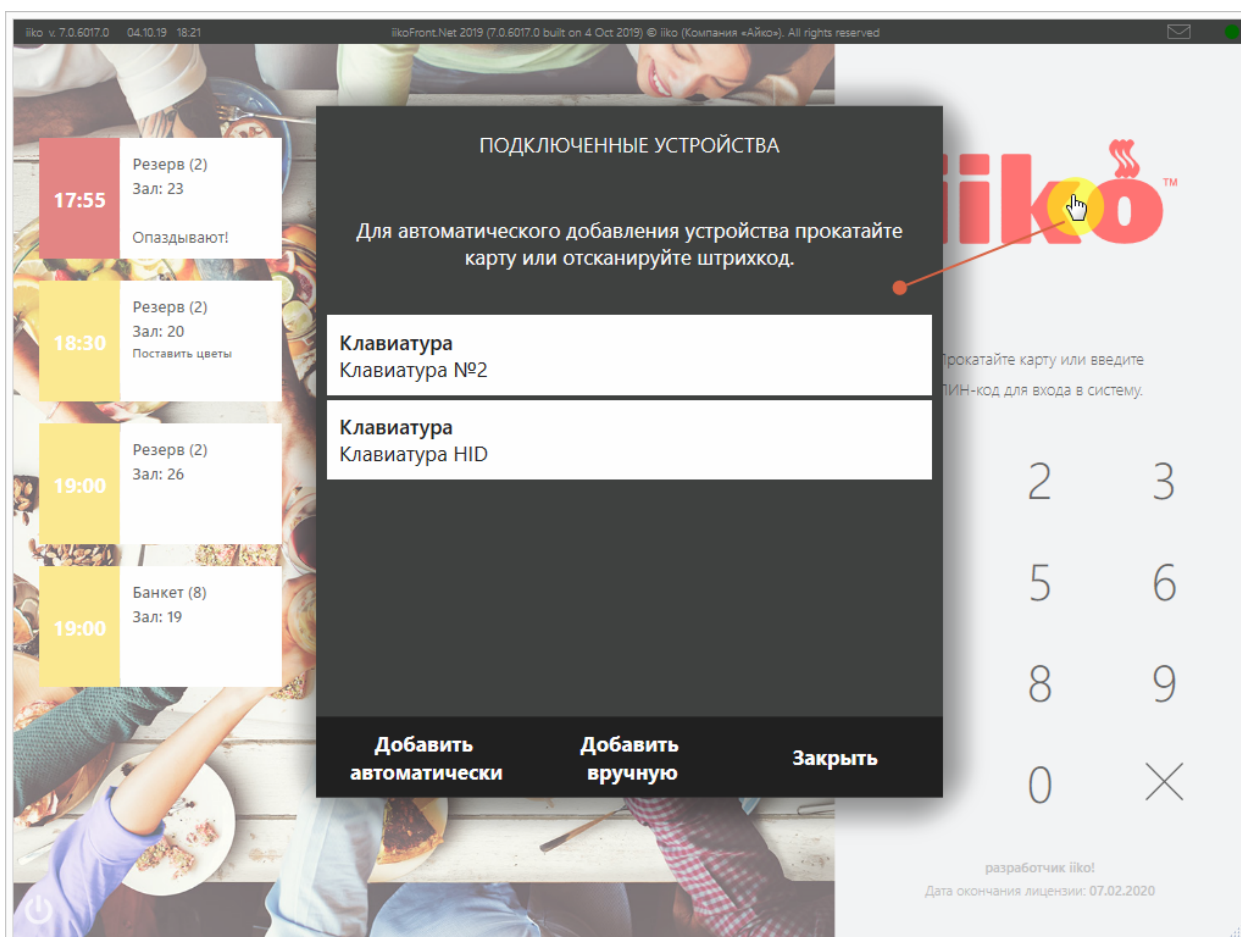 iiko v. 7.0.6017.0 04.10.19 18:21 iikoFront.Net 2019 (7.0.6017.0 built on 4 Oct 2019) © iiko (Компания «Айко»). All rights reserved
17:55
Резерв (2)
Зал: 23
Опаздывают!
18:30
Резерв (2)
Зал: 20
Поставить цветы
19:00
Резерв (2)
Зал: 26
19:00
Банкет (8)
Зал: 19
ПОДКЛЮЧЕННЫЕ УСТРОЙСТВА
Для автоматического добавления устройства прокатайте
карту или отсканируйте штрихкод.
Клавиатура
Клавиатура №2
Клавиатура
Клавиатура HID
Добавить
автоматически
Добавить
вручную
Закрыть
iiko™
Прокатайте карту или введите
ПИН-код для входа в систему.
2 3
5 6
8 9
0
разработчик iiko!
Дата окончания лицензии: 07.02.2020